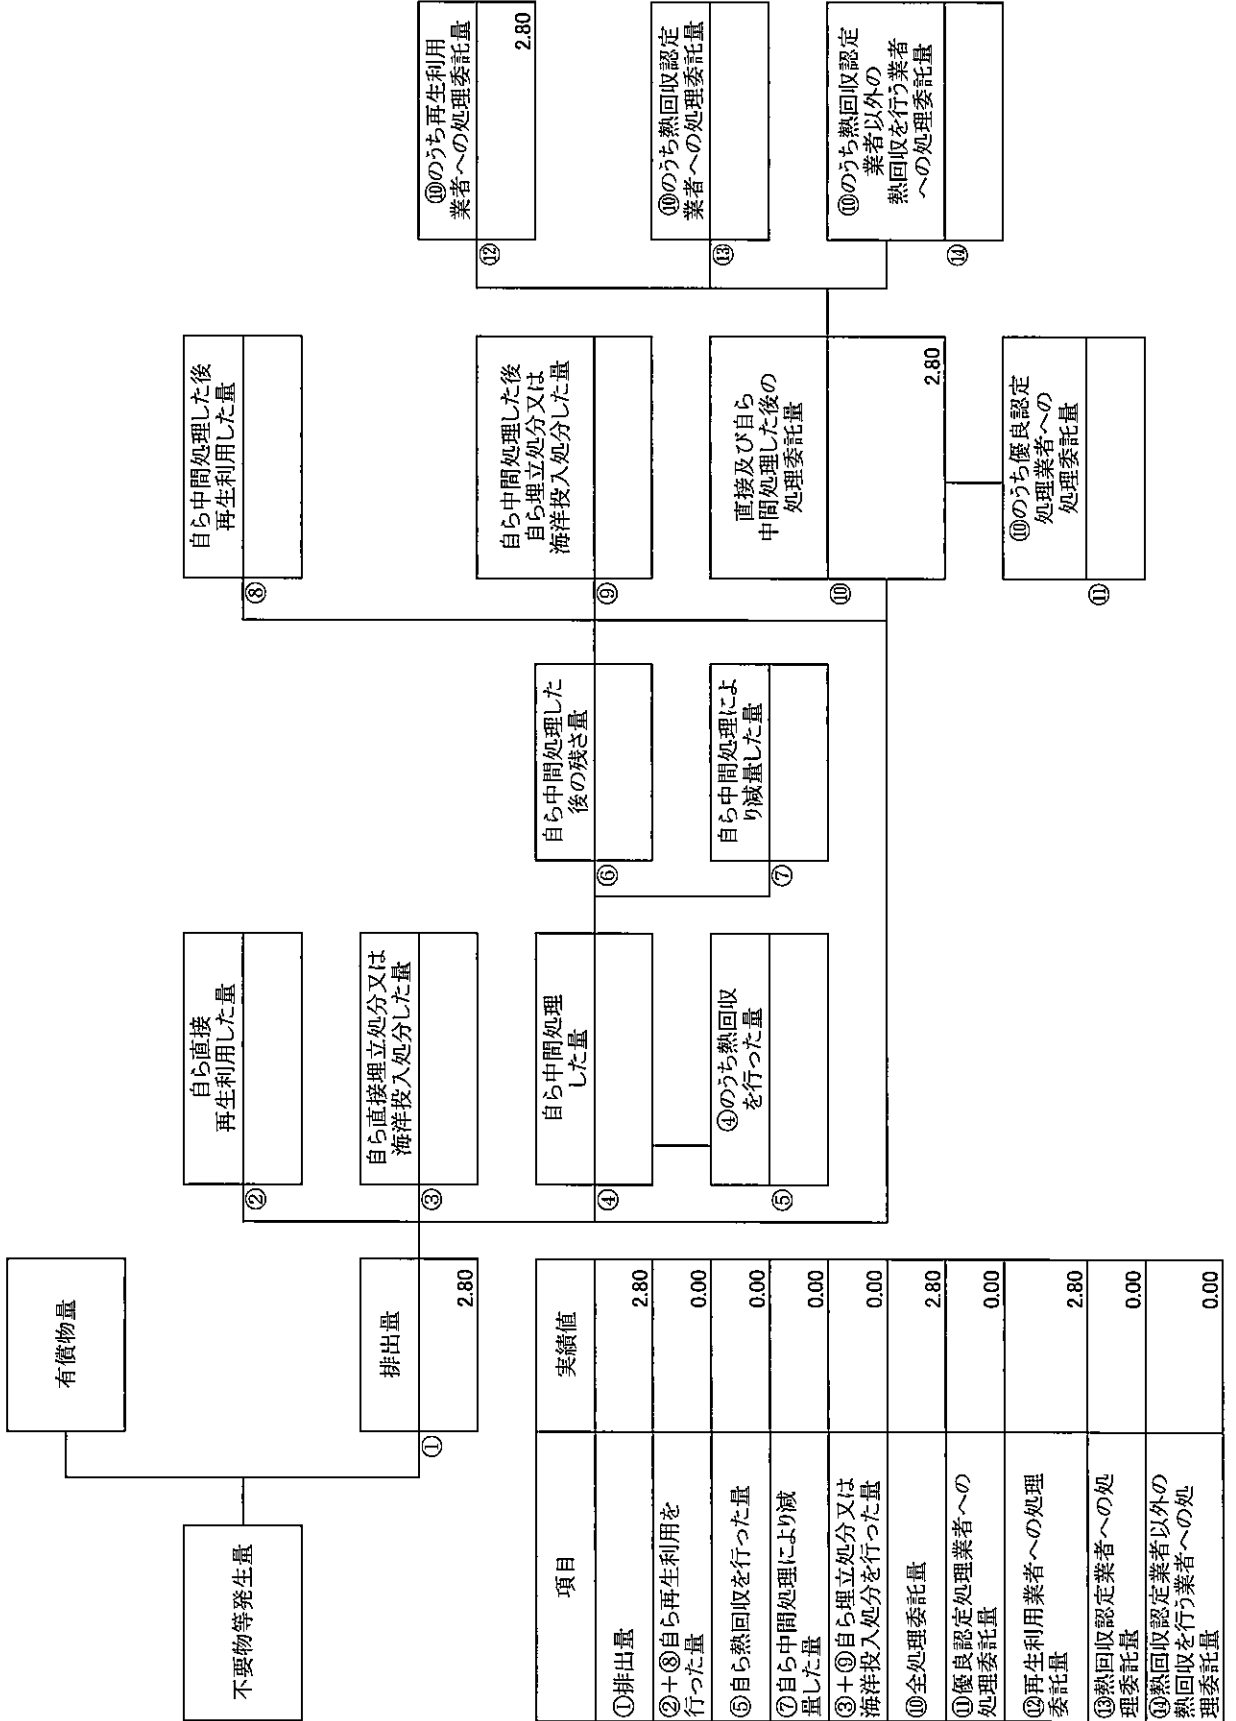 不要物等発生量
有償物量
①
排出量
2.80
②
自ら直接
再生利用した量
③
自ら直接埋立処分又は
海洋投入処分した量
④
自ら中間処理
した量
⑤
④のうち熱回収
を行った量
⑥
自ら中間処理した
後の残さ量
⑦
自ら中間処理によ
り減量した量
⑧
自ら中間処理した後
再生利用した量
⑨
自ら中間処理した後
自ら埋立処分又は
海洋投入処分した量
⑩
直接及び自ら
中間処理した後の
処理委託量
2.80
⑪
⑩のうち優良認定
処理業者への
処理委託量
⑫
⑩のうち再生利用
業者への処理委託量
2.80
⑬
⑩のうち熱回収認定
業者への処理委託量
⑭
⑩のうち熱回収認定
業者以外の
熱回収を行う業者
への処理委託量
項目
実績値
①排出量
2.80
②+⑧自ら再生利用を
行った量
0.00
⑤自ら熱回収を行った量
0.00
⑦自ら中間処理により減
量した量
0.00
③+⑨自ら埋立処分又は
海洋投入処分を行った量
0.00
⑩全処理委託量
2.80
⑪優良認定処理業者への
処理委託量
0.00
⑫再生利用業者への処理
委託量
2.80
⑬熱回収認定業者への処
理委託量
0.00
⑭熱回収認定業者以外の
熱回収を行う業者への処
理委託量
0.00